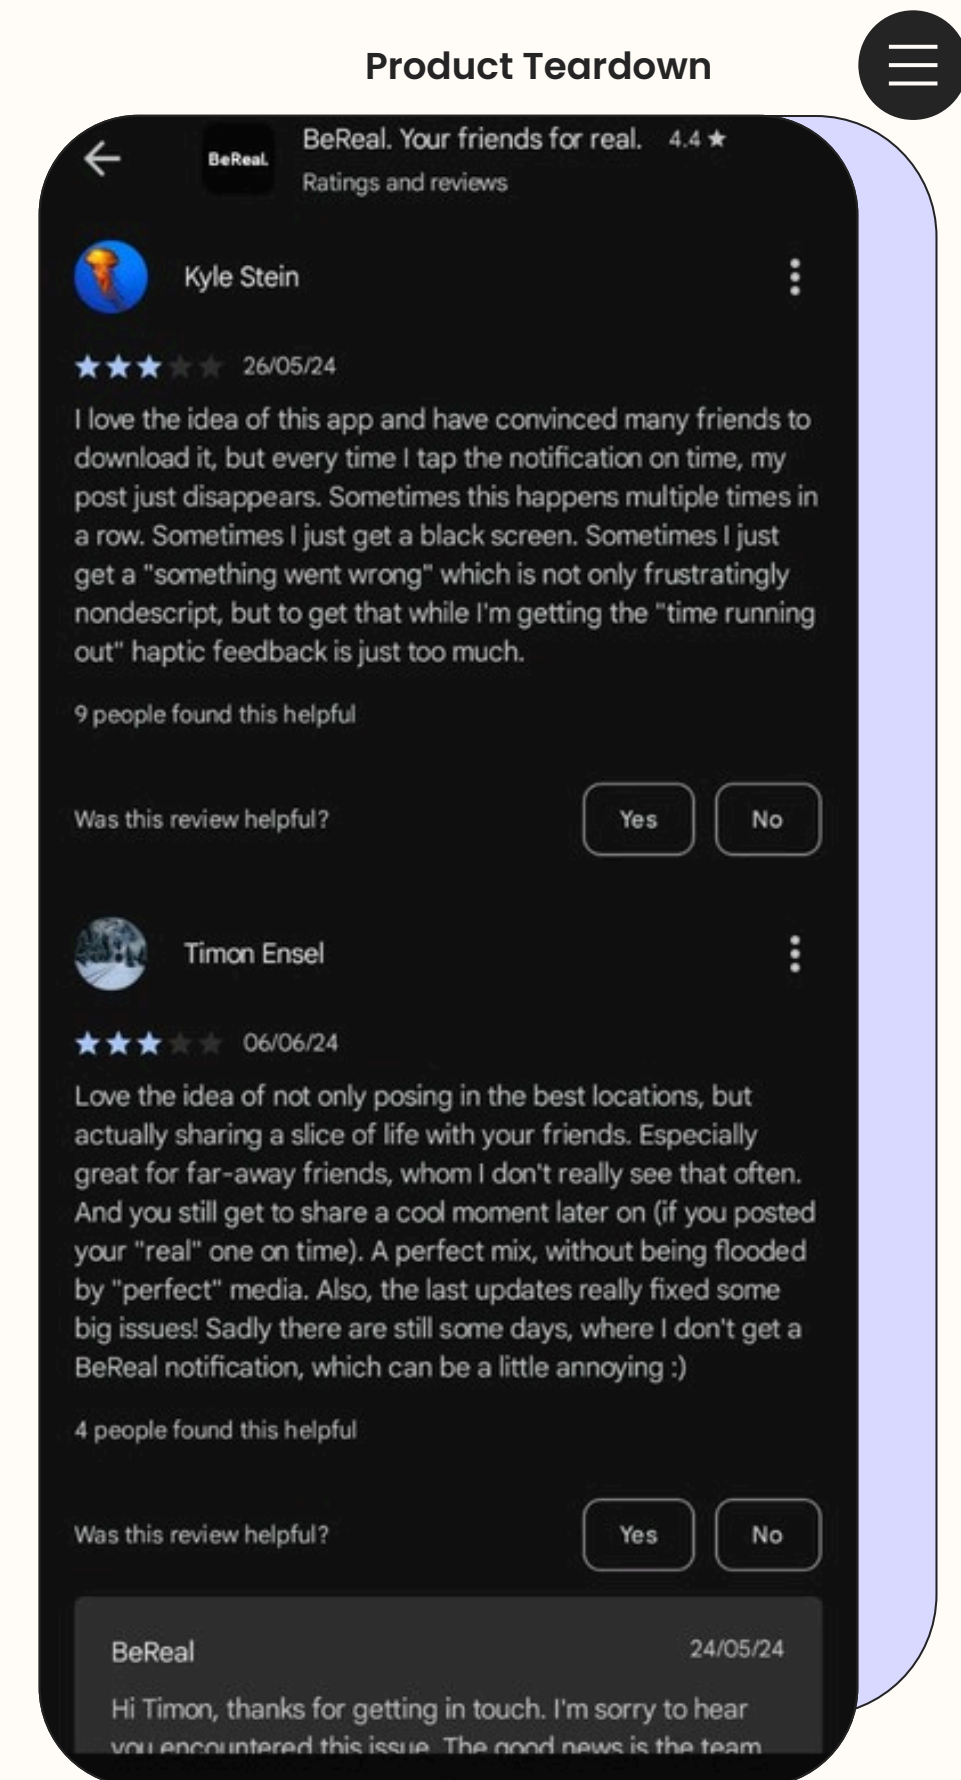 Product Teardown
BeReal.
BeReal. Your friends for real. 4.4 ★
Ratings and reviews
Kyle Stein
26/05/24
I love the idea of this app and have convinced many friends to
download it, but every time I tap the notification on time, my
post just disappears. Sometimes this happens multiple times in
a row. Sometimes I just get a black screen. Sometimes I just
get a "something went wrong" which is not only frustratingly
nondescript, but to get that while I'm getting the "time running
out" haptic feedback is just too much.
9 people found this helpful
Was this review helpful? Yes No
Timon Ensel
06/06/24
Love the idea of not only posing in the best locations, but
actually sharing a slice of life with your friends. Especially
great for far-away friends, whom I don't really see that often.
And you still get to share a cool moment later on (if you posted
your "real" one on time). A perfect mix, without being flooded
by "perfect" media. Also, the last updates really fixed some
big issues! Sadly there are still some days, where I don't get a
BeReal notification, which can be a little annoying :)
4 people found this helpful
Was this review helpful? Yes No
BeReal 24/05/24
Hi Timon, thanks for getting in touch. I'm sorry to hear
you encountered this issue. The good news is the team